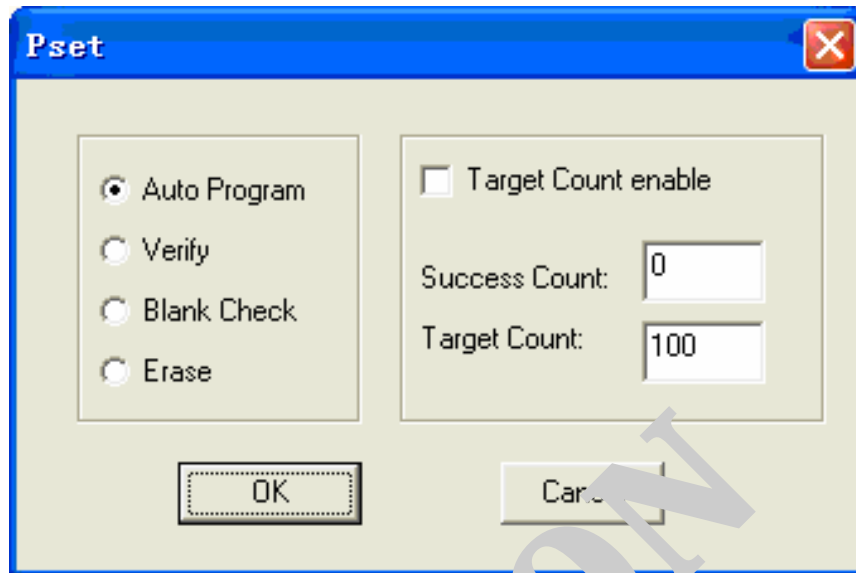 Pset
Auto Program
Verify
Blank Check
Erase
Target Count enable
Success Count:
0
Target Count:
100
OK